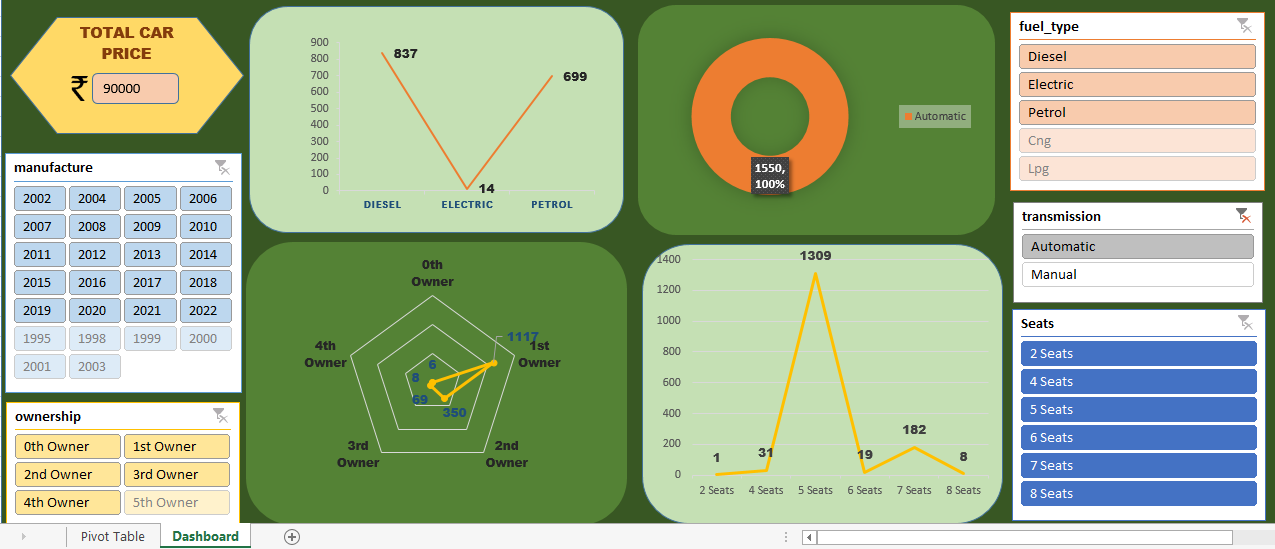 TOTAL CAR
PRICE
₹ 90000
manufacture
2002 2004 2005 2006
2007 2008 2009 2010
2011 2012 2013 2014
2015 2016 2017 2018
2019 2020 2021 2022
1995 1998 1999 2000
2001 2003
ownership
0th Owner 1st Owner
2nd Owner 3rd Owner
4th Owner 5th Owner
900
800
700
600
500
400
300
200
100
0
837
14
699
DIESEL ELECTRIC PETROL
Automatic
1550,
100%
0th
Owner
1st
Owner
2nd
Owner
3rd
Owner
4th
Owner
6
1117
350
69
8
1400
1200
1000
800
600
400
200
0
1 31 1309 19 182 8
2 Seats 4 Seats 5 Seats 6 Seats 7 Seats 8 Seats
fuel_type
Diesel
Electric
Petrol
Cng
Lpg
transmission
Automatic
Manual
Seats
2 Seats
4 Seats
5 Seats
6 Seats
7 Seats
8 Seats
Pivot Table Dashboard